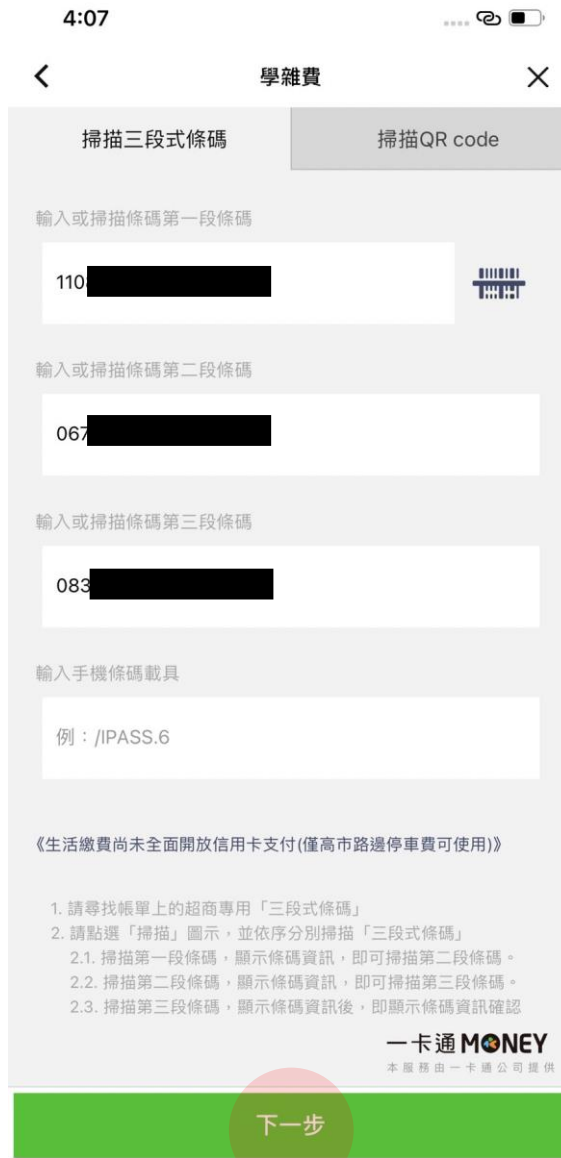 4:07
學雜費
掃描三段式條碼
掃描QR code
輸入或掃描條碼第一段條碼
110
輸入或掃描條碼第二段條碼
067
輸入或掃描條碼第三段條碼
083
輸入手機條碼載具
例：/IPASS.6
《生活繳費尚未全面開放信用卡支付(僅高市路邊停車費可使用)》
1. 請尋找帳單上的超商專用「三段式條碼」
2. 請點選「掃描」圖示，並依序分別掃描「三段式條碼」
2.1. 掃描第一段條碼，顯示條碼資訊，即可掃描第二段條碼。
2.2. 掃描第二段條碼，顯示條碼資訊，即可掃描第三段條碼。
2.3. 掃描第三段條碼，顯示條碼資訊後，即顯示條碼資訊確認
一卡通 MONEY
本服務由一卡通公司提供
下一步